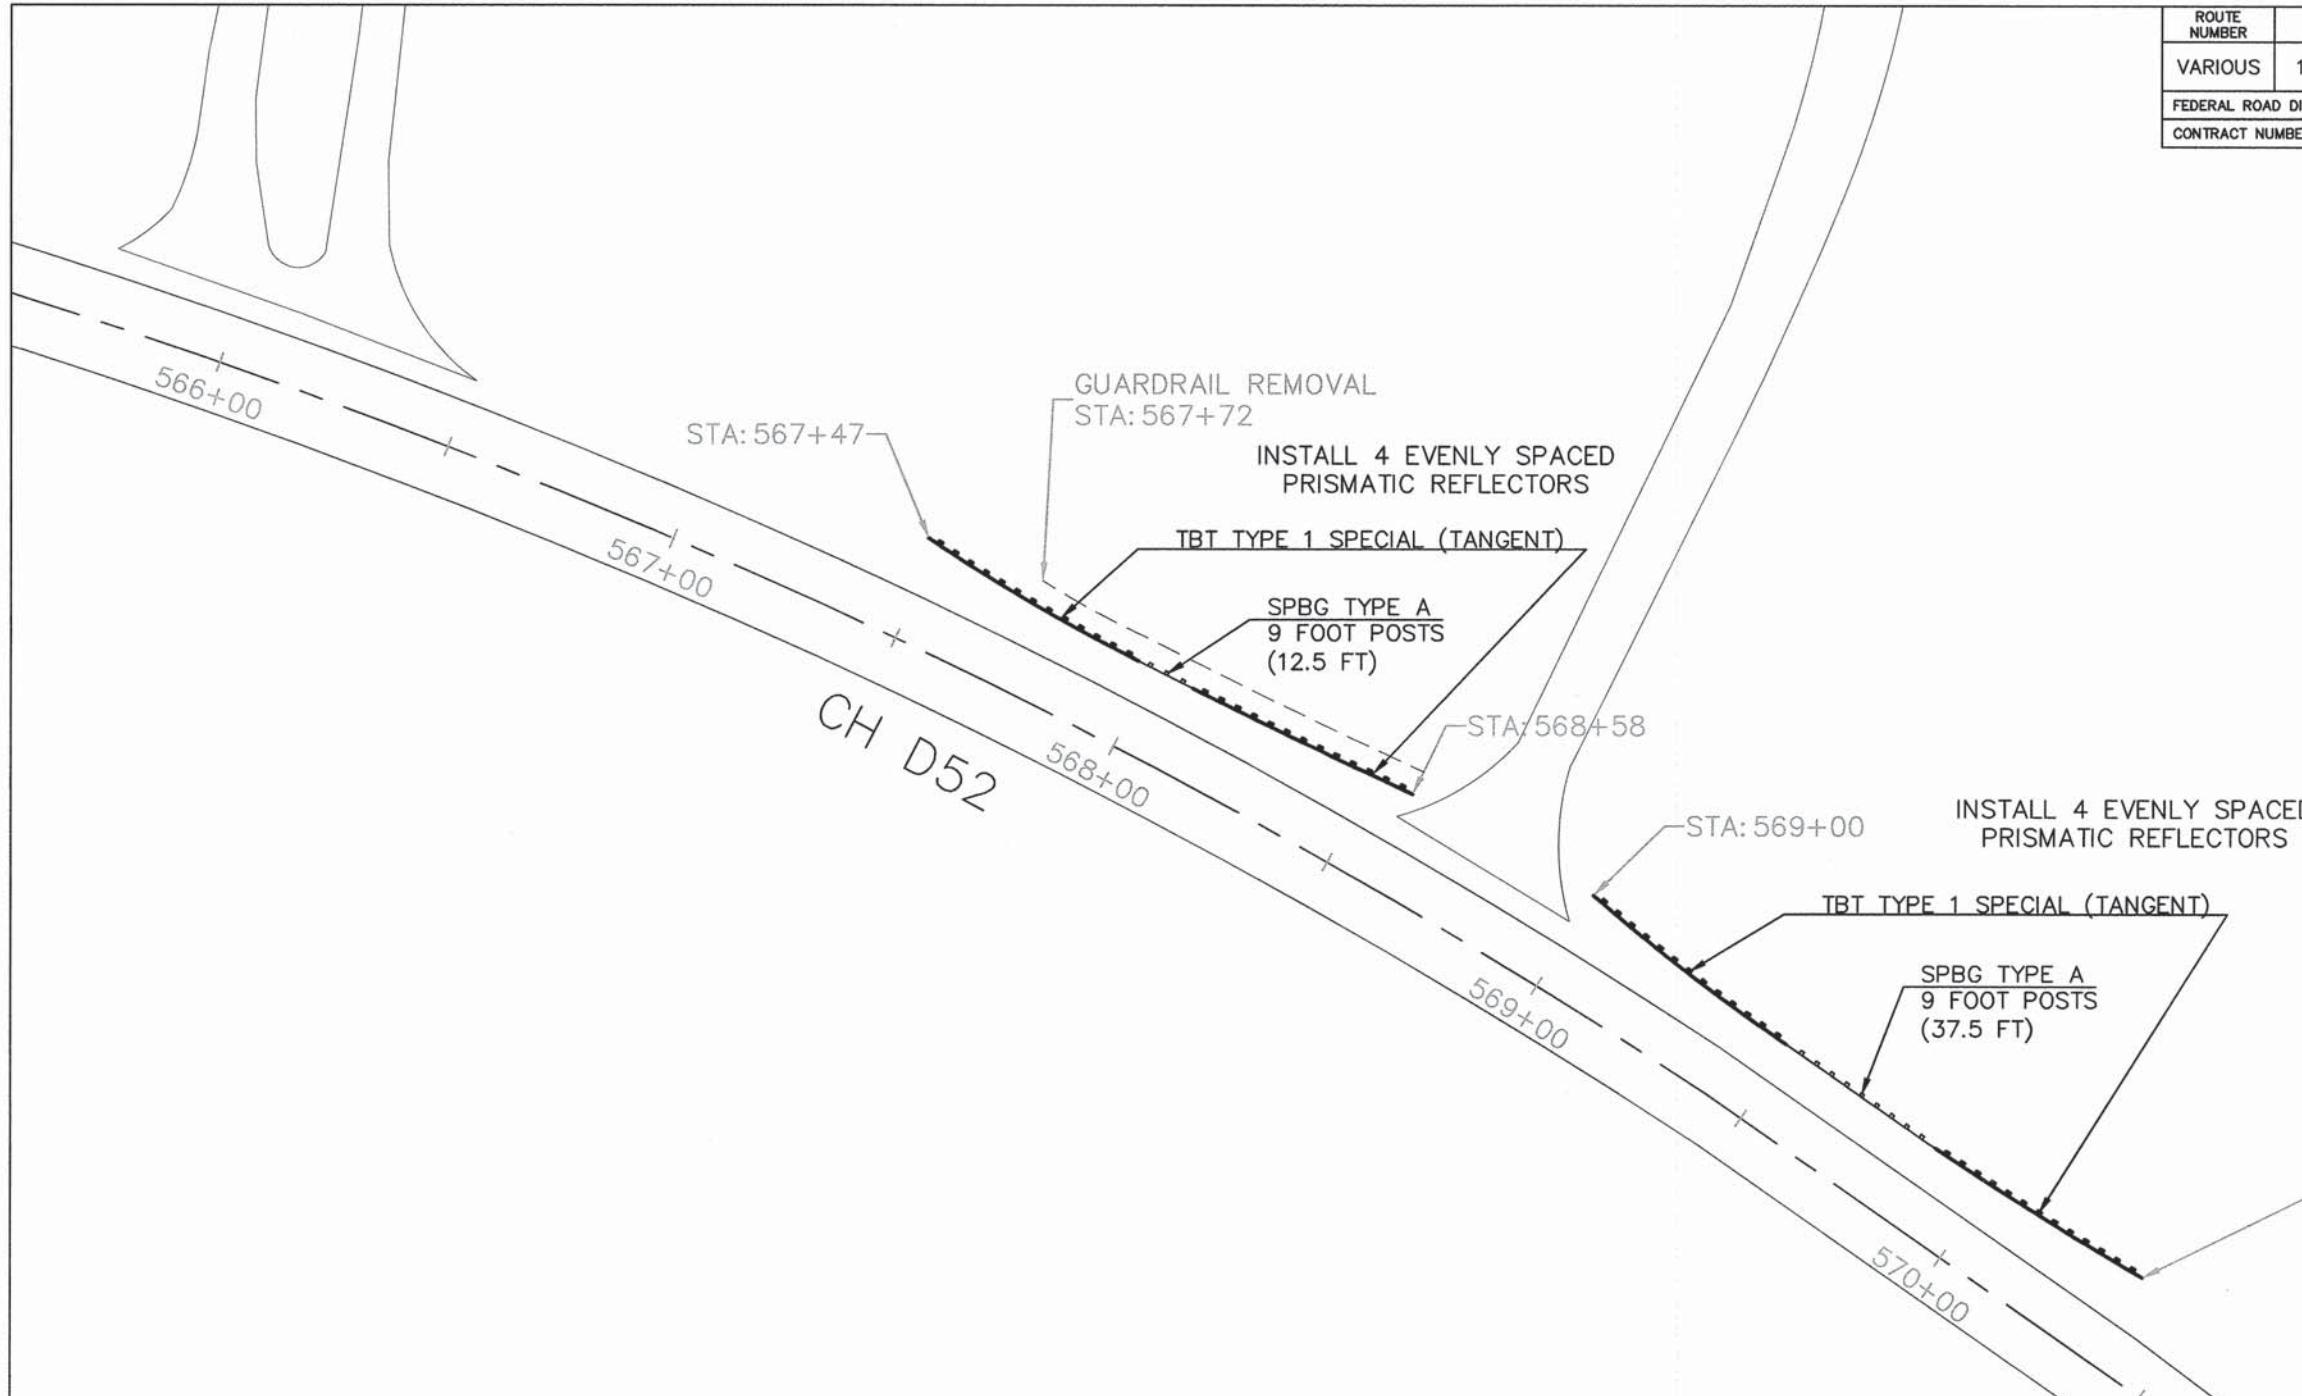 ROUTE
NUMBER
VARIOUS 1
FEDERAL ROAD DI
CONTRACT NUMBE
566+00
567+00
568+00
569+00
570+00
CH D52
STA: 567+47
GUARDRAIL REMOVAL
STA: 567+72
INSTALL 4 EVENLY SPACED
PRISMATIC REFLECTORS
TBT TYPE 1 SPECIAL (TANGENT)
SPBG TYPE A
9 FOOT POSTS
(12.5 FT)
STA: 568+58
STA: 569+00
INSTALL 4 EVENLY SPACED
PRISMATIC REFLECTORS
TBT TYPE 1 SPECIAL (TANGENT)
SPBG TYPE A
9 FOOT POSTS
(37.5 FT)